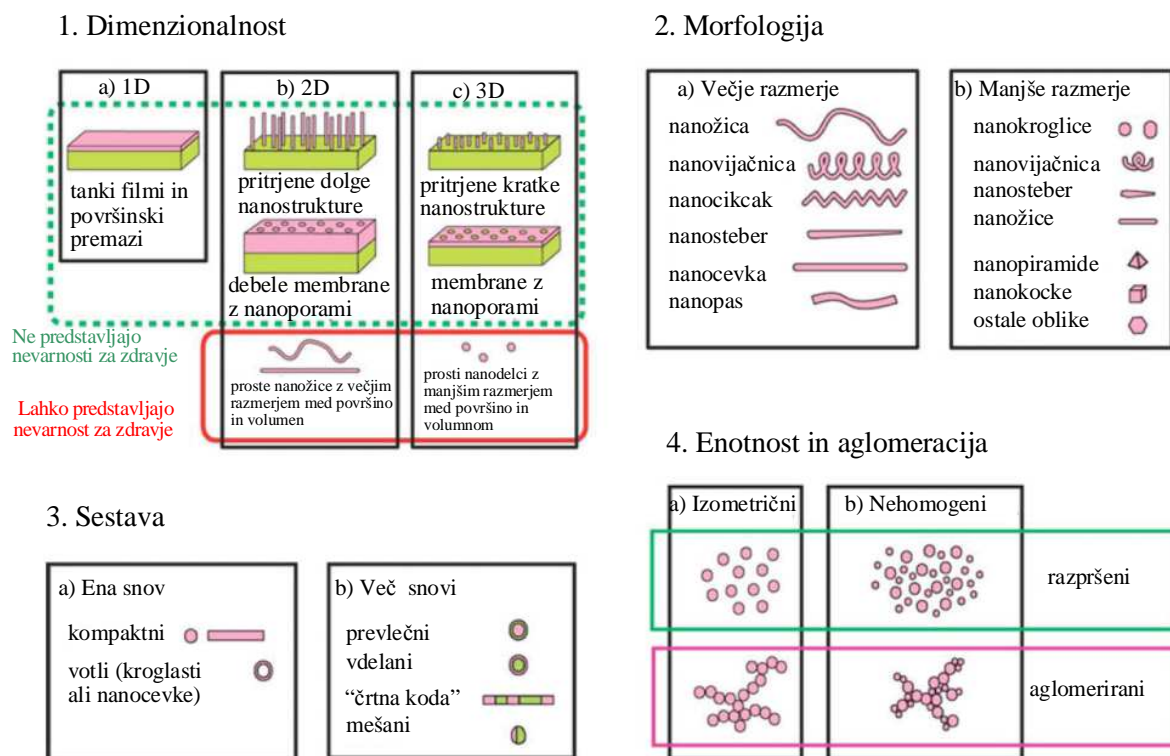 1. Dimenzionalnost
a) 1D
tanki filmi in
površinski
premazi
b) 2D
pritrjene dolge
nanostrukture
debele membrane
z nanoporami
proste nanožice z večjim
razmerjem med površino
in volumen
c) 3D
pritrjene kratke
nanostrukture
membrane z
nanoporami
prosti nanodelci z
manjšim razmerjem
med površino in
volumnom
Ne predstavljajo
nevarnosti za zdravje
Lahko predstavljajo
nevarnost za zdravje
2. Morfologija
a) Večje razmerje
nanožica
nanovijačnica
nanocikcak
nanosteber
nanocevka
nanopas
b) Manjše razmerje
nanokroglice
nanovijačnica
nanosteber
nanožice
nanopiramide
nanokocke
ostale oblike
3. Sestava
a) Ena snov
kompaktni
votli (kroglasti
ali nanocevke)
b) Več snovi
prevlečni
vdelani
“črtna koda”
mešani
4. Enotnost in aglomeracija
a) Izometrični
b) Nehomogeni
razpršeni
aglomerirani